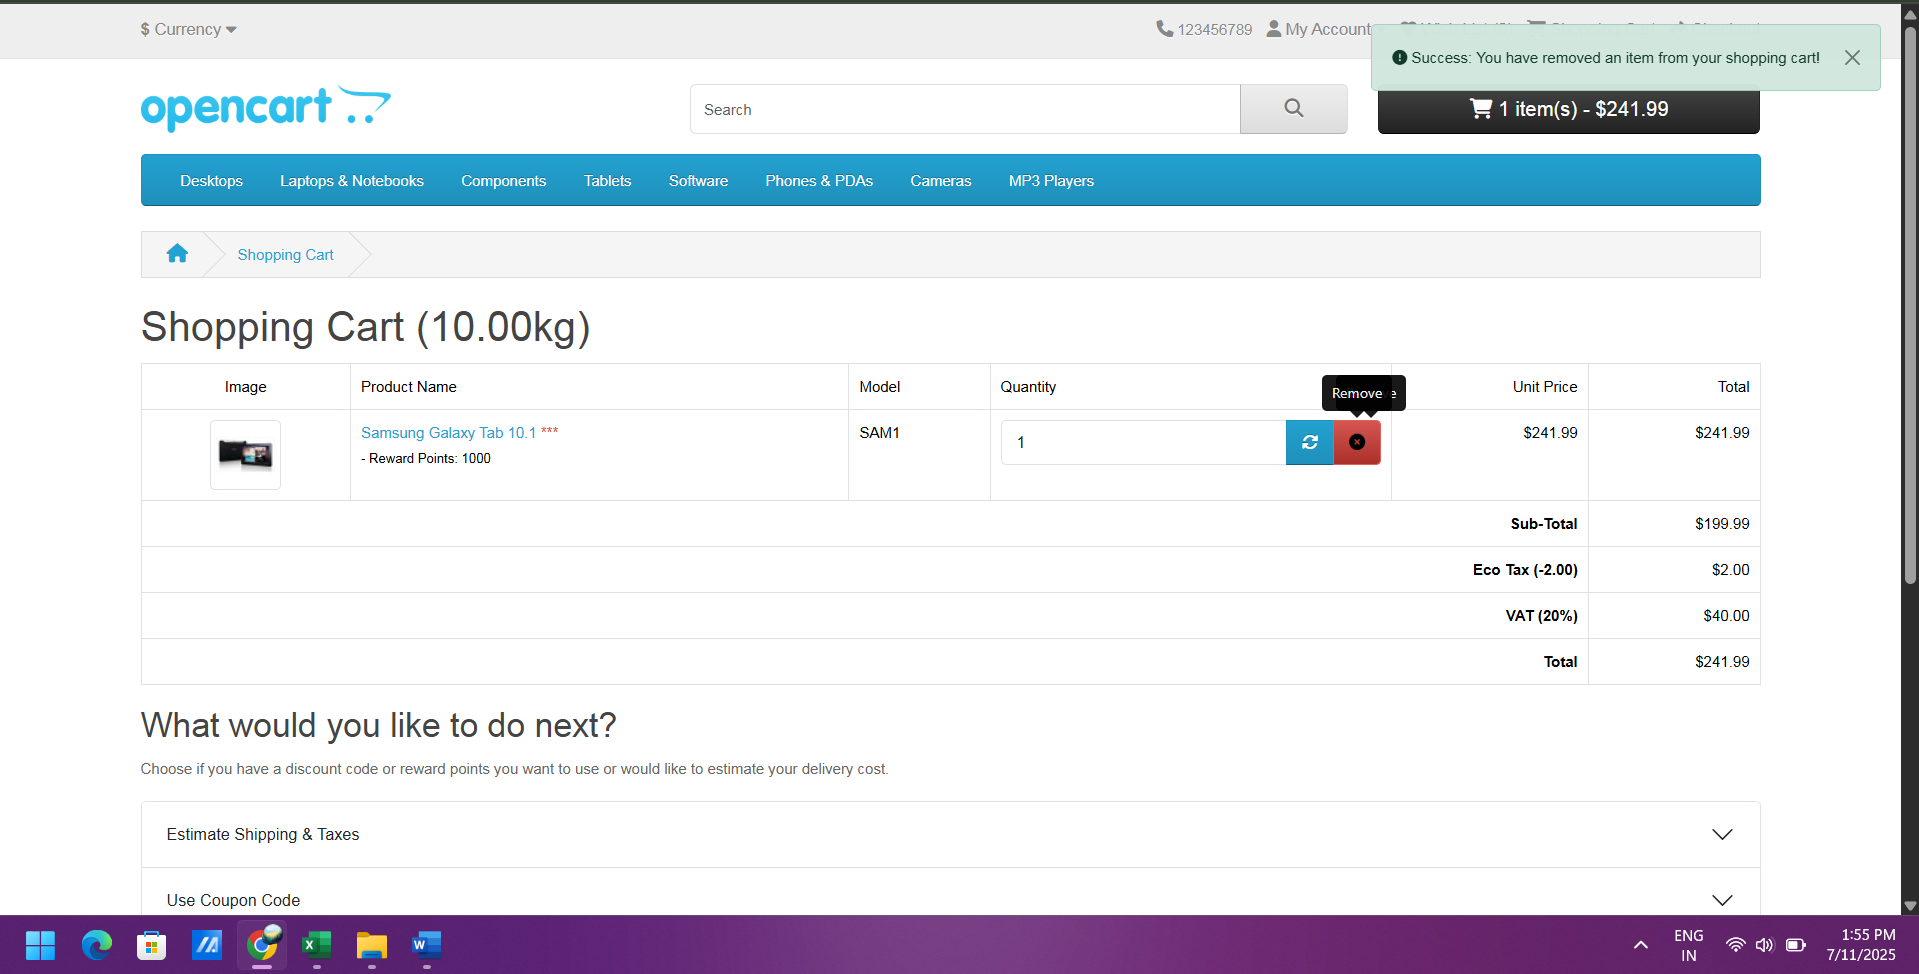 $ Currency
123456789
My Account
Success: You have removed an item from your shopping cart!
opencart
Search
1 item(s) - $241.99
Desktops
Laptops & Notebooks
Components
Tablets
Software
Phones & PDAs
Cameras
MP3 Players
Shopping Cart
Shopping Cart (10.00kg)
Image
Product Name
Model
Quantity
Remove
Unit Price
Total
Samsung Galaxy Tab 10.1 ***
- Reward Points: 1000
SAM1
1
$241.99
$241.99
Sub-Total
$199.99
Eco Tax (-2.00)
$2.00
VAT (20%)
$40.00
Total
$241.99
What would you like to do next?
Choose if you have a discount code or reward points you want to use or would like to estimate your delivery cost.
Estimate Shipping & Taxes
Use Coupon Code
ENG
IN
1:55 PM
7/11/2025